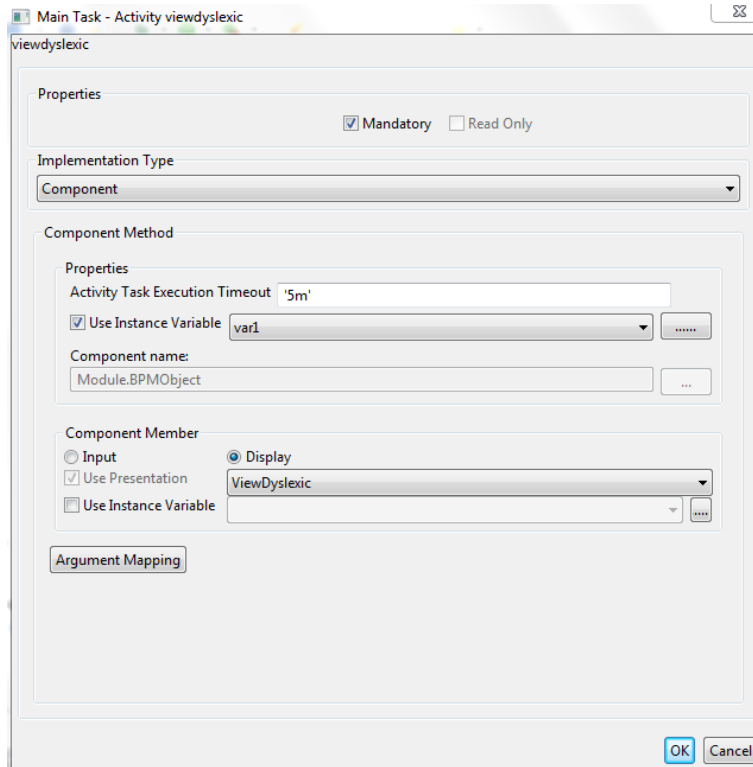 Main Task - Activity viewdyslexic
viewdyslexic
Properties
Mandatory Read Only
Implementation Type
Component
Component Method
Properties
Activity Task Execution Timeout '5m'
Use Instance Variable var1 ......
Component name:
Module.BPMObject ...
Component Member
Input Display
Use Presentation ViewDyslexic
Use Instance Variable ....
Argument Mapping
OK Cancel